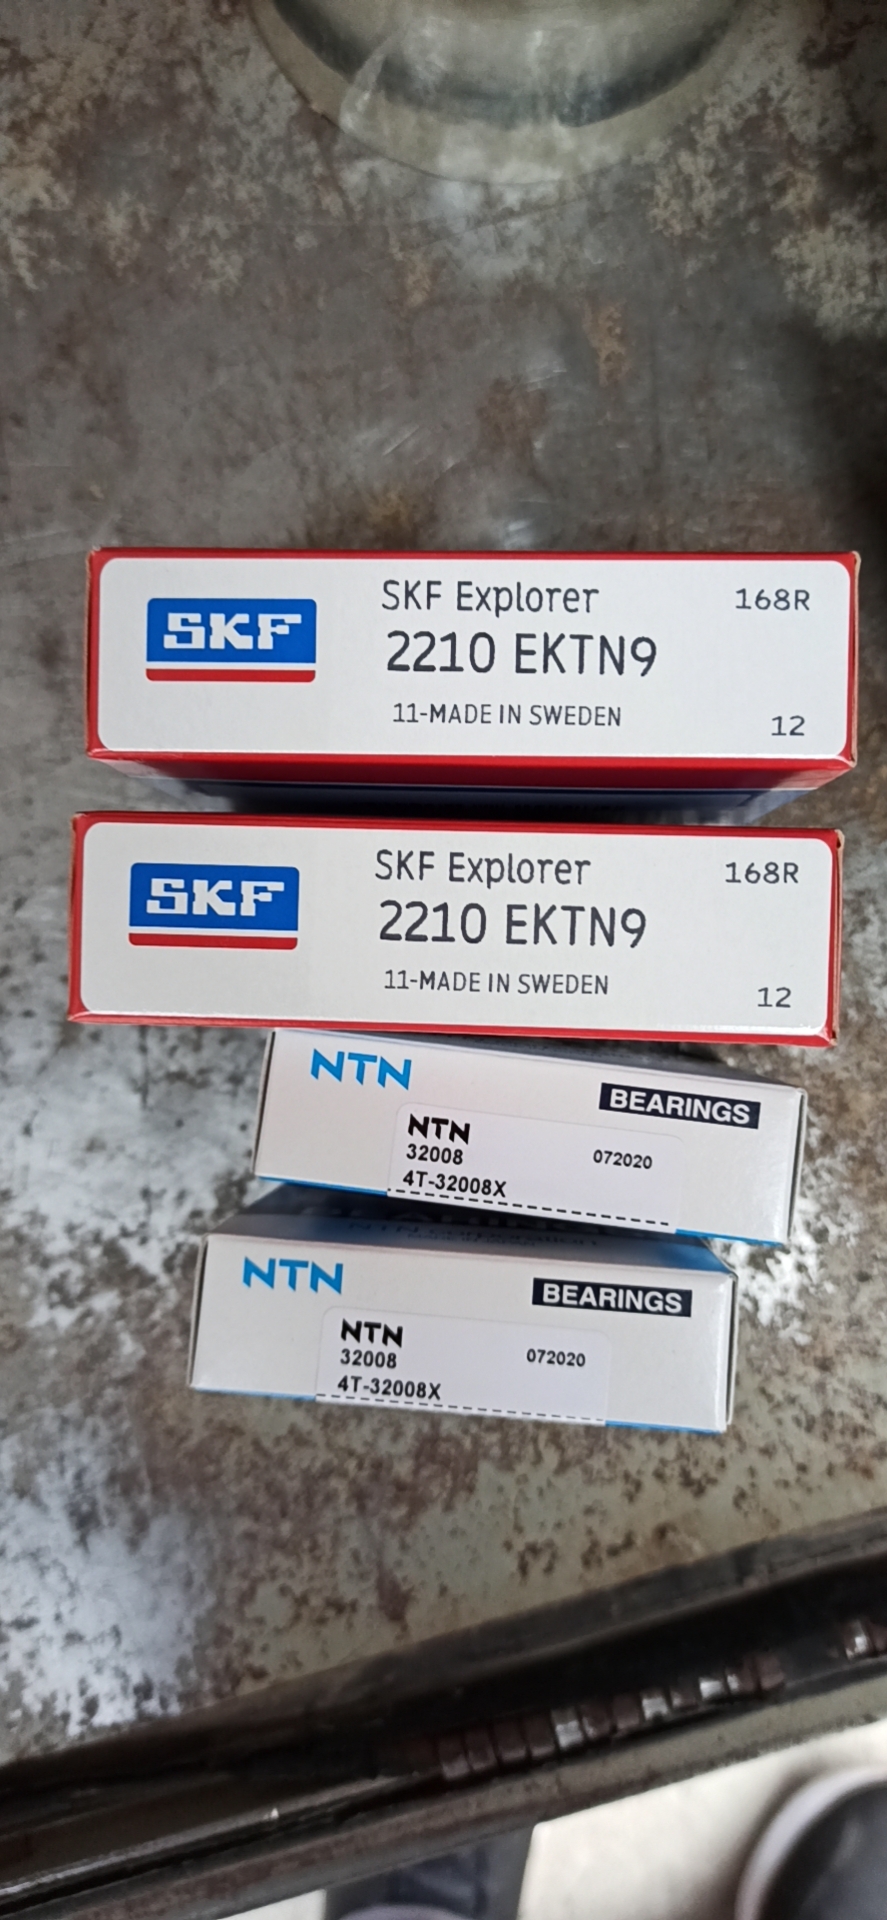 SKF
SKF Explorer 168R
2210 EKTN9
11-MADE IN SWEDEN 12
SKF
SKF Explorer 168R
2210 EKTN9
11-MADE IN SWEDEN 12
NTN
BEARINGS
NTN
32008 072020
4T-32008X
NTN
BEARINGS
NTN
32008 072020
4T-32008X